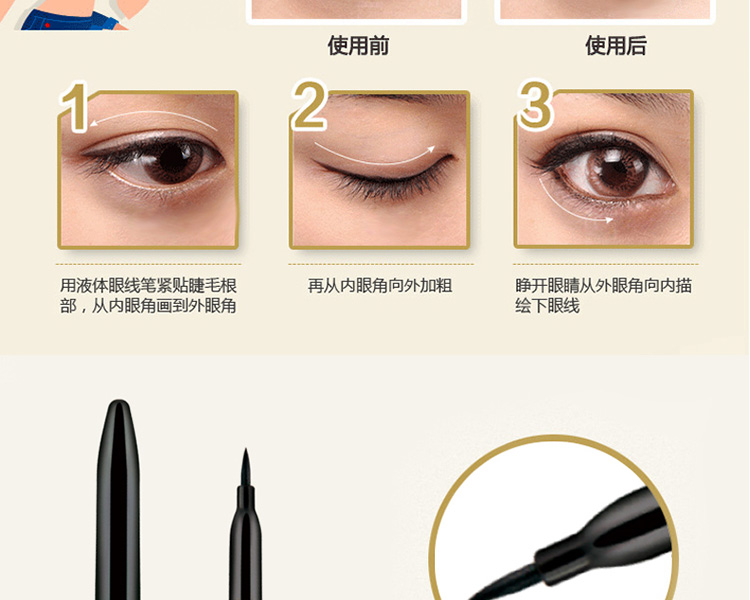 使用前
使用后
1
2
3
用液体眼线笔紧贴睫毛根
部，从内眼角画到外眼角
再从内眼角向外加粗
睁开眼睛从外眼角向内描
绘下眼线